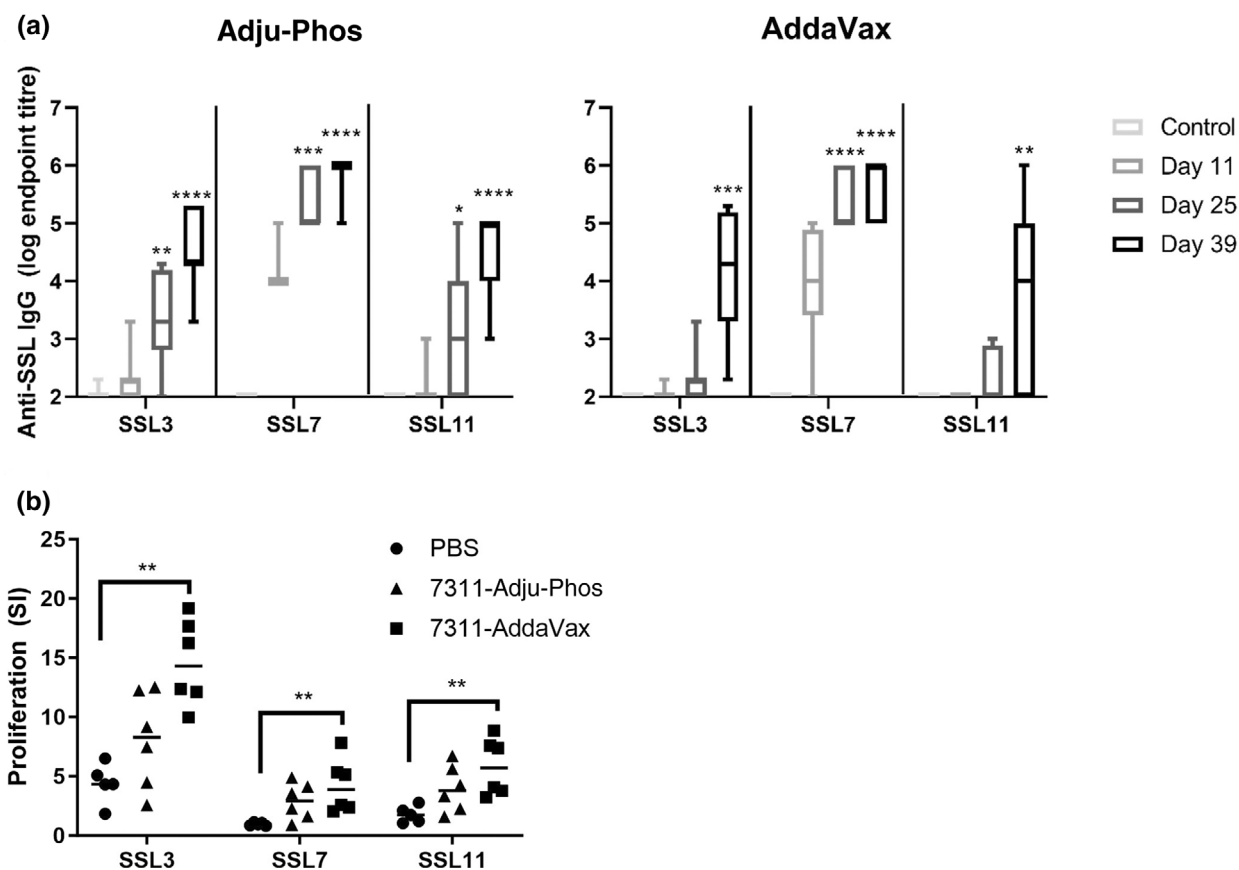 (a)
Adju-Phos
AddaVax
Anti-SSL IgG (log endpoint titre)
7
6
5
4
3
2
****
**
***
****
*
****
SSL3
SSL7
SSL11
7
6
5
4
3
2
***
****
****
**
SSL3
SSL7
SSL11
Control
Day 11
Day 25
Day 39
(b)
Proliferation (SI)
25
20
15
10
5
0
**
**
**
PBS
7311-Adju-Phos
7311-AddaVax
SSL3
SSL7
SSL11